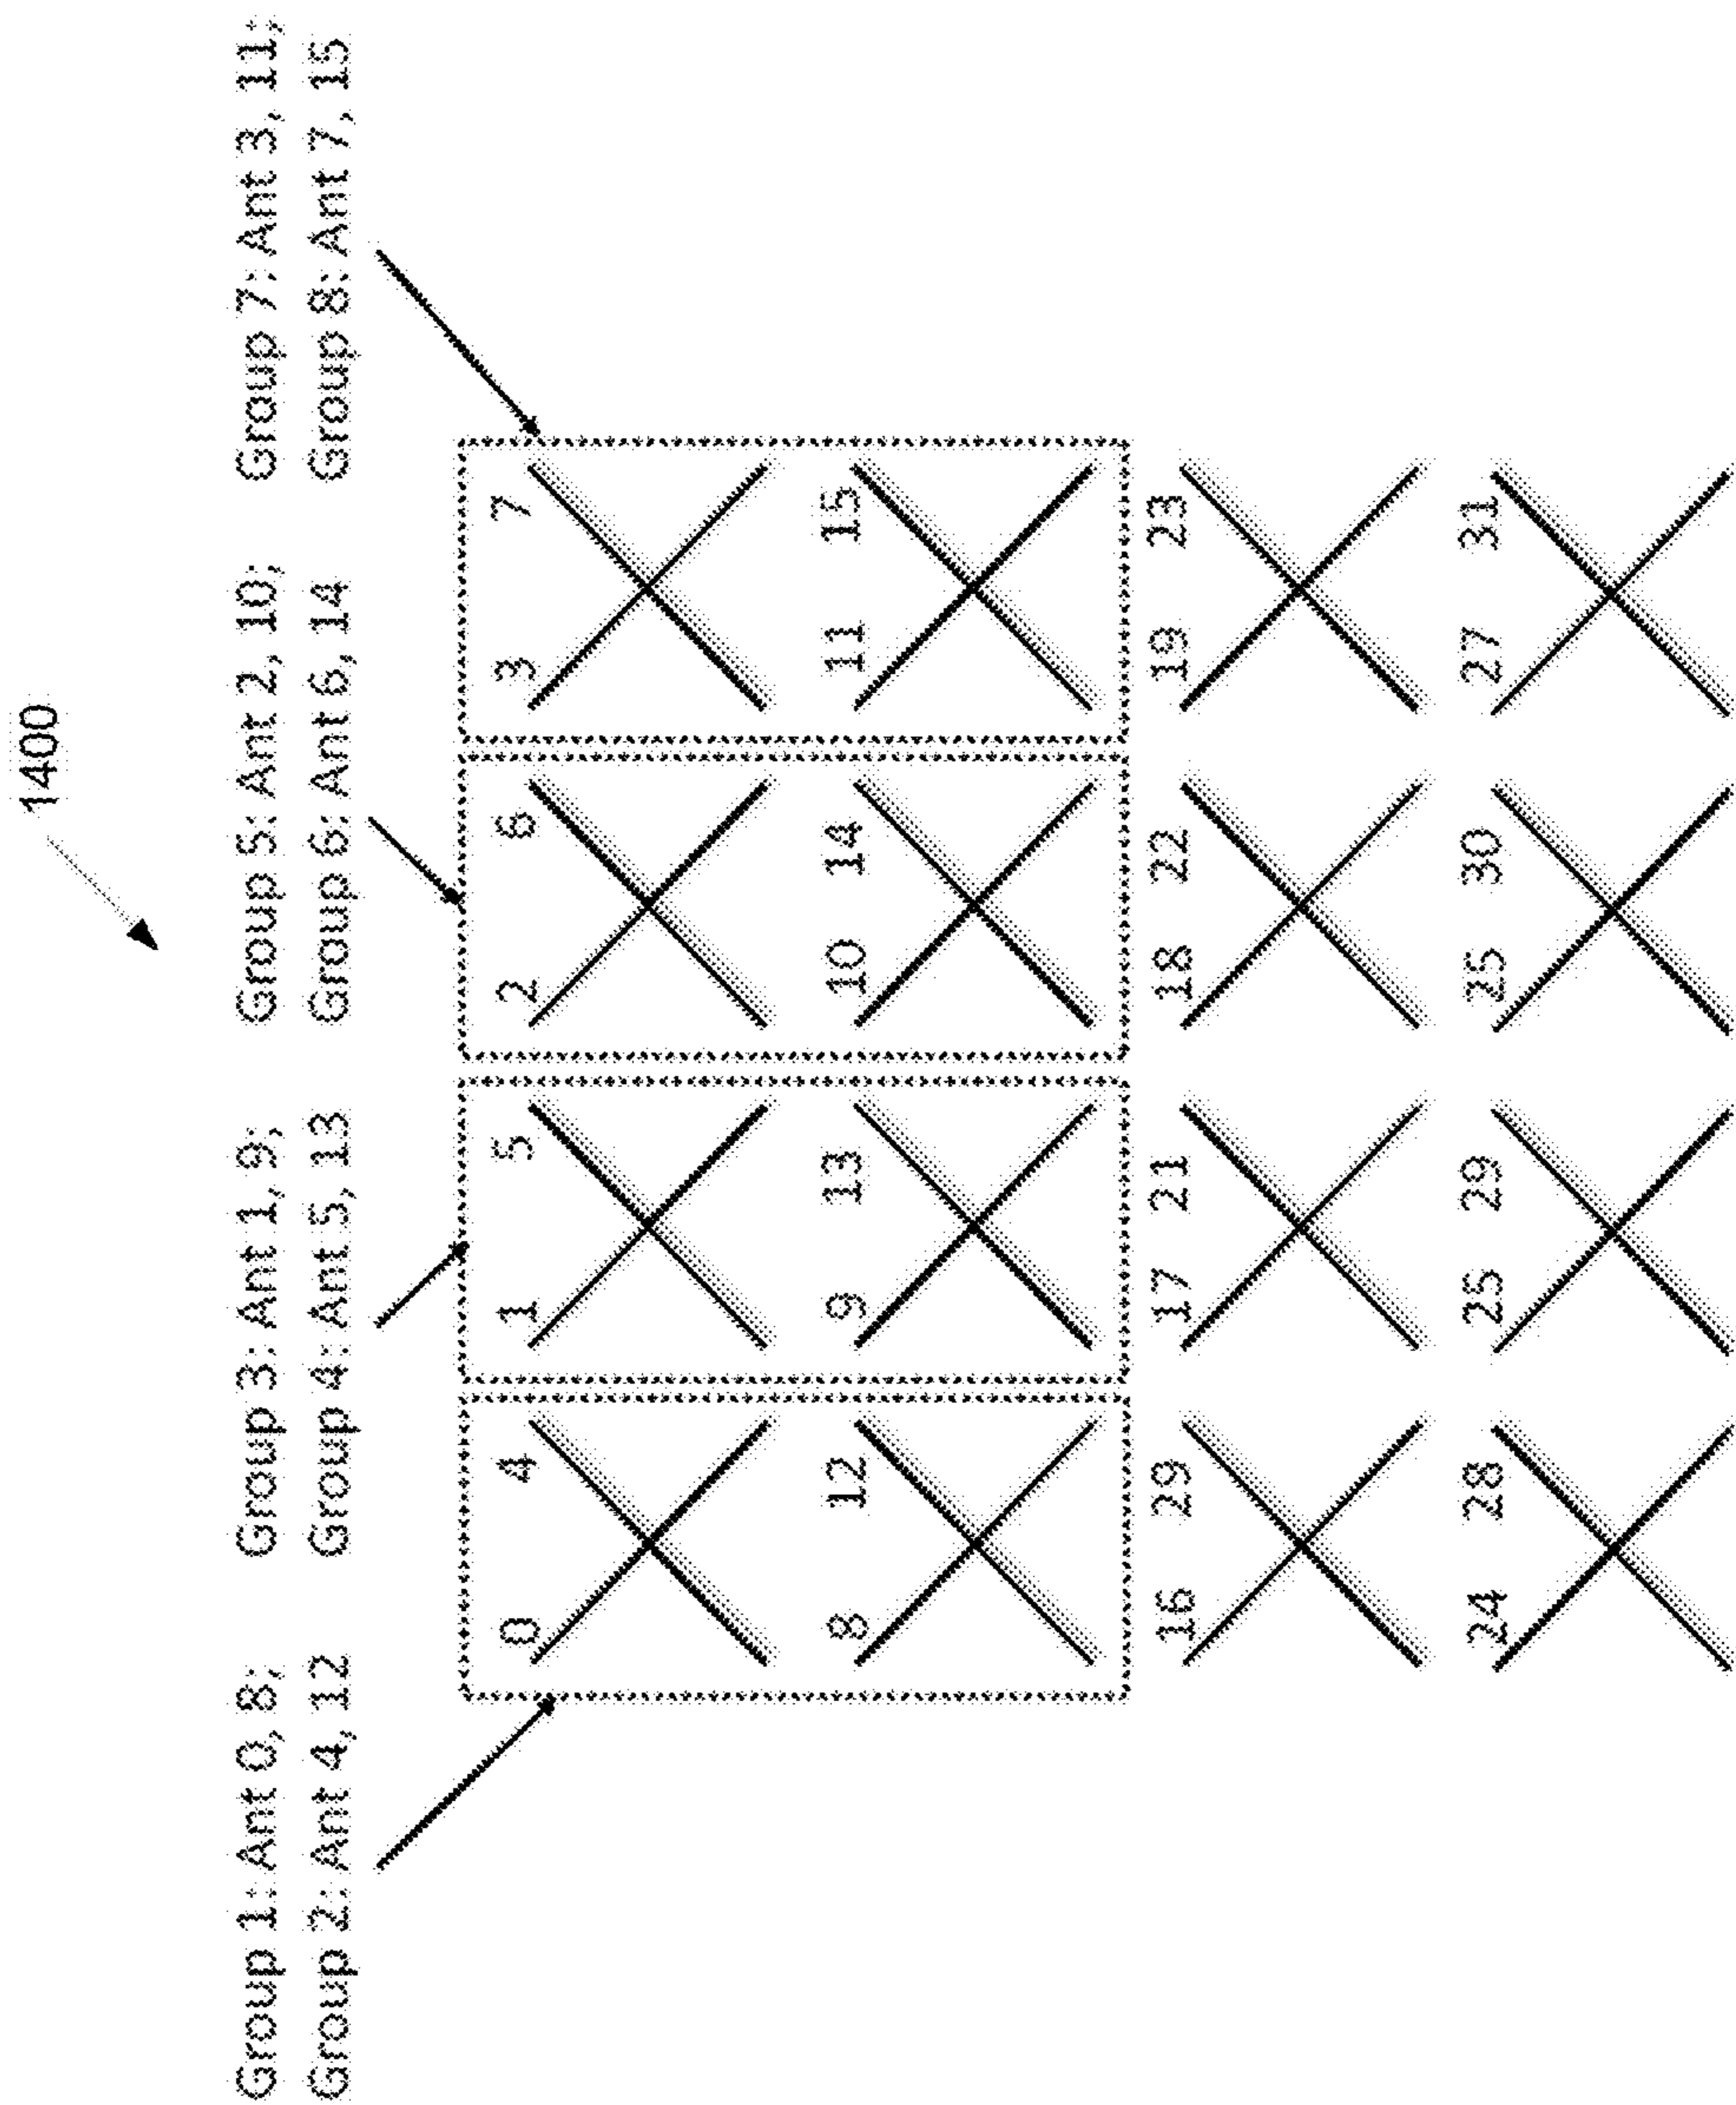 1400
Group 1: Ant 0, 8;
Group 2: Ant 4, 12
Group 3: Ant 1, 9;
Group 4: Ant 5, 13
Group 5: Ant 2, 10;
Group 6: Ant 6, 14
Group 7: Ant 3, 11;
Group 8: Ant 7, 15
0 4 1 5 2 6 3 7
8 12 9 13 10 14 11 15
16 29 17 21 18 22 19 23
24 28 25 29 25 30 27 31